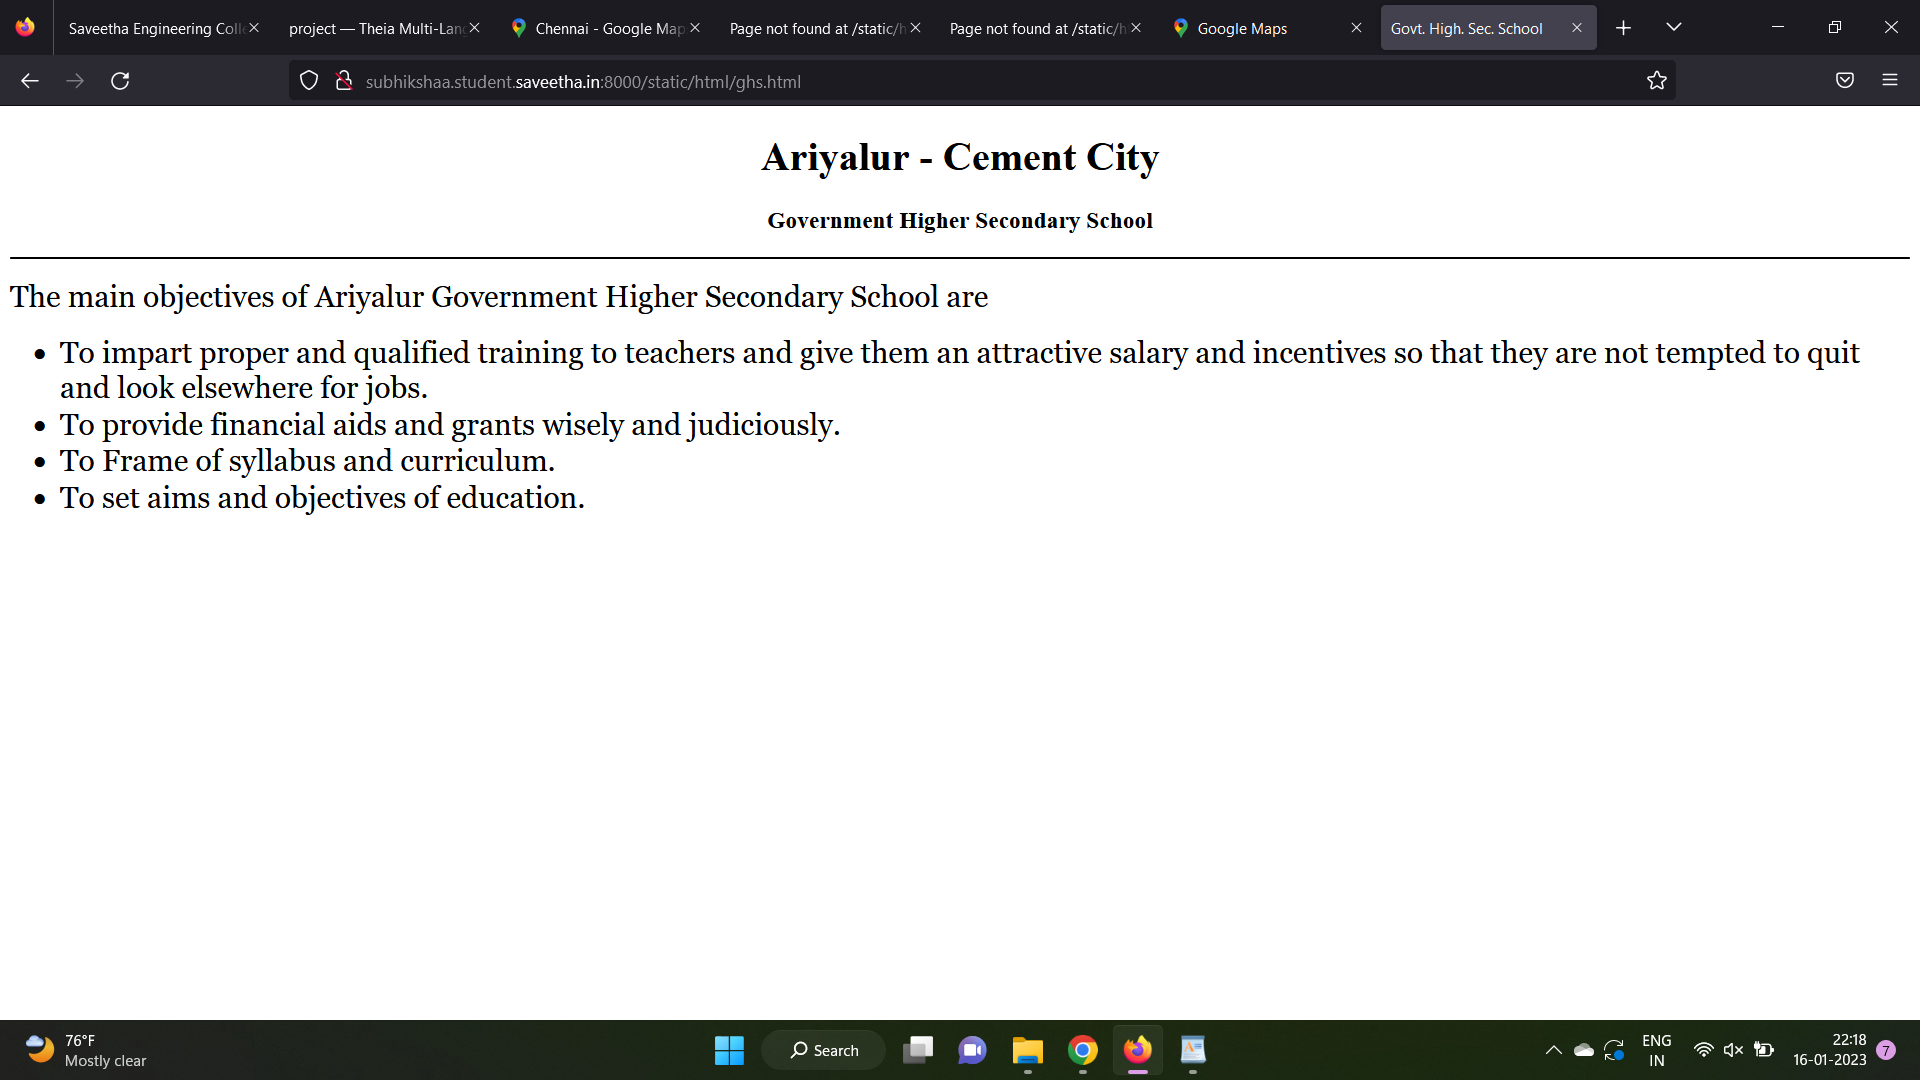 Saveetha Engineering Coll
project — Theia Multi-Lan
Chennai - Google Map
Page not found at /static/h
Page not found at /static/h
Google Maps
Govt. High. Sec. School
subhikshaa.student.saveetha.in:8000/static/html/ghs.html
Ariyalur - Cement City
Government Higher Secondary School
The main objectives of Ariyalur Government Higher Secondary School are
• To impart proper and qualified training to teachers and give them an attractive salary and incentives so that they are not tempted to quit
and look elsewhere for jobs.
• To provide financial aids and grants wisely and judiciously.
• To Frame of syllabus and curriculum.
• To set aims and objectives of education.
76°F
Mostly clear
Search
ENG
IN
22:18
16-01-2023
7